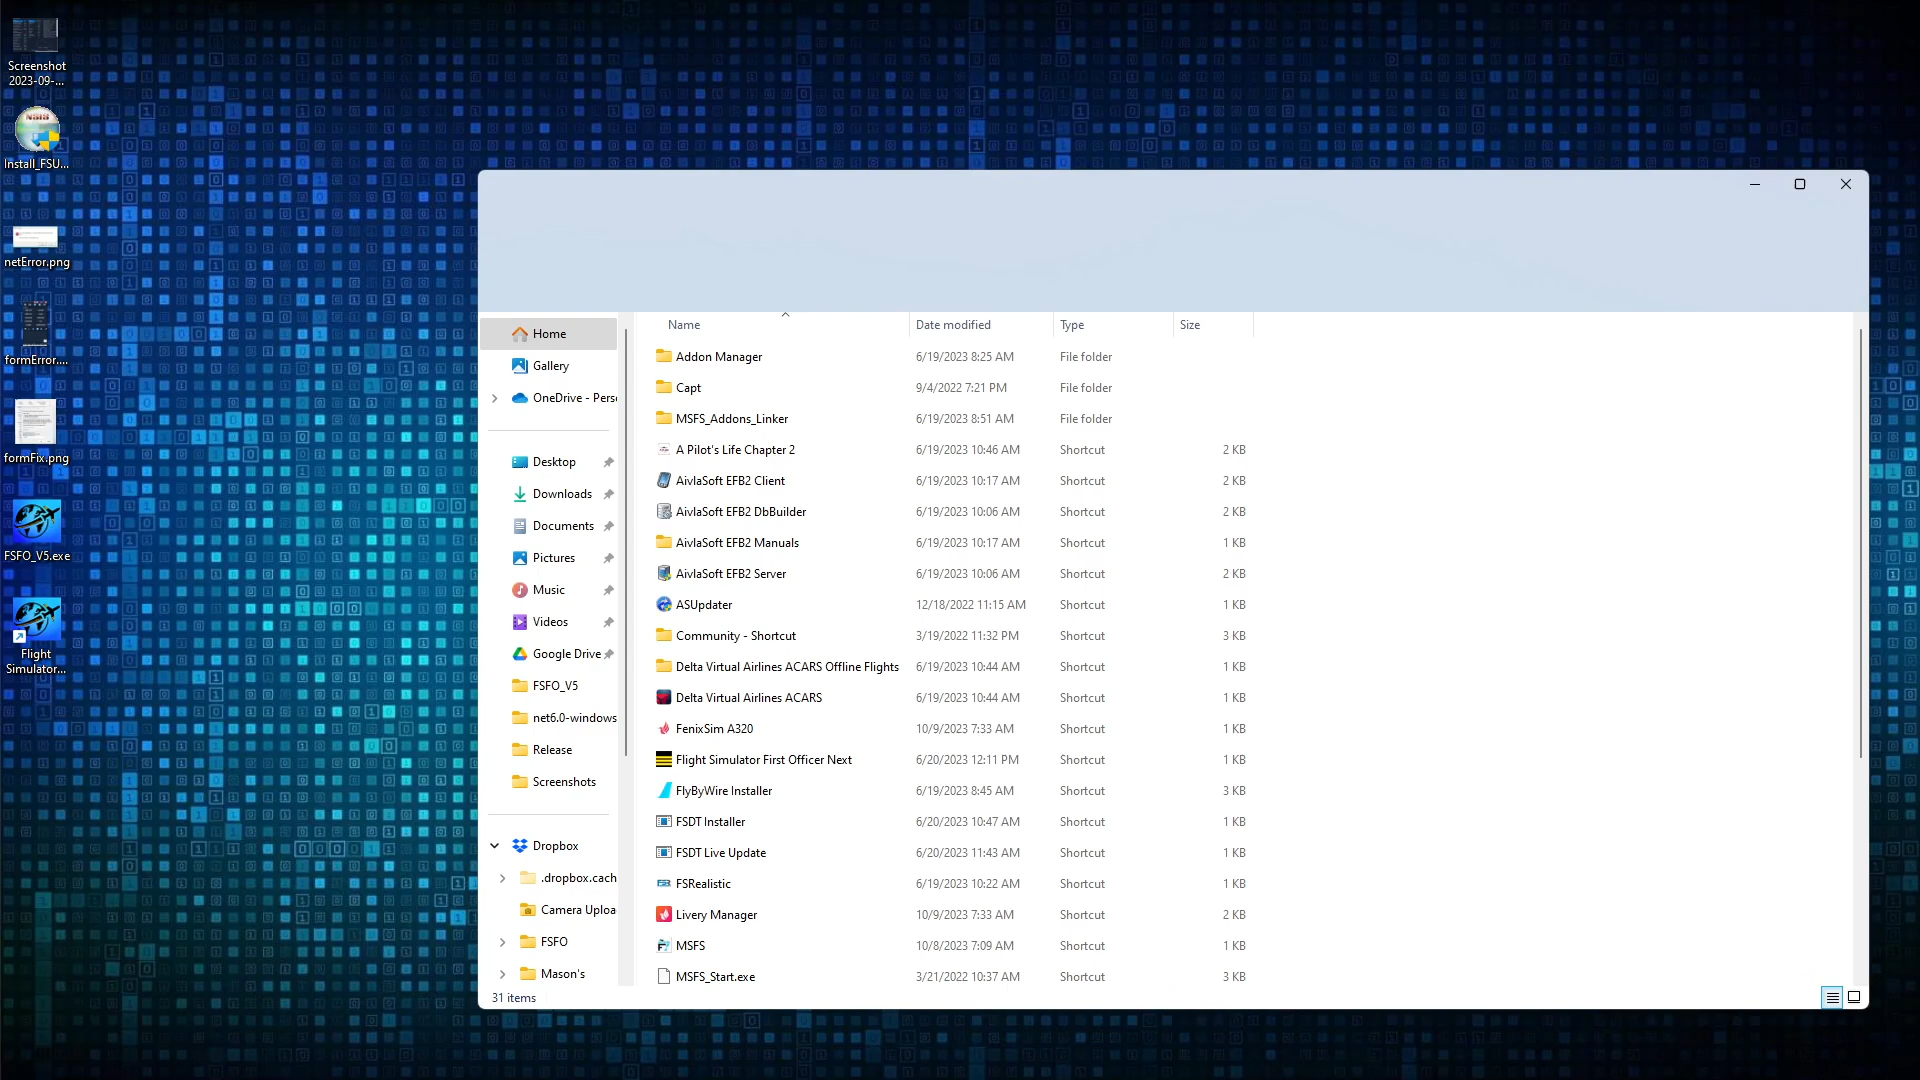 Screenshot
2023-09-...
Install_FSU...
netError.png
formError....
formFix.png
FSFO_V5.exe
Flight
Simulator...
Home
Gallery
OneDrive - Pers
Desktop
Downloads
Documents
Pictures
Music
Videos
Google Drive
FSFO_V5
net6.0-windows
Release
Screenshots
Dropbox
.dropbox.cach
Camera Uploa
FSFO
Mason's
31 items
Name Date modified Type Size
Addon Manager 6/19/2023 8:25 AM File folder
Capt 9/4/2022 7:21 PM File folder
MSFS_Addons_Linker 6/19/2023 8:51 AM File folder
A Pilot's Life Chapter 2 6/19/2023 10:46 AM Shortcut 2 KB
AivlaSoft EFB2 Client 6/19/2023 10:17 AM Shortcut 2 KB
AivlaSoft EFB2 DbBuilder 6/19/2023 10:06 AM Shortcut 2 KB
AivlaSoft EFB2 Manuals 6/19/2023 10:17 AM Shortcut 1 KB
AivlaSoft EFB2 Server 6/19/2023 10:06 AM Shortcut 2 KB
ASUpdater 12/18/2022 11:15 AM Shortcut 1 KB
Community - Shortcut 3/19/2022 11:32 PM Shortcut 3 KB
Delta Virtual Airlines ACARS Offline Flights 6/19/2023 10:44 AM Shortcut 1 KB
Delta Virtual Airlines ACARS 6/19/2023 10:44 AM Shortcut 1 KB
FenixSim A320 10/9/2023 7:33 AM Shortcut 1 KB
Flight Simulator First Officer Next 6/20/2023 12:11 PM Shortcut 1 KB
FlyByWire Installer 6/19/2023 8:45 AM Shortcut 3 KB
FSDT Installer 6/20/2023 10:47 AM Shortcut 1 KB
FSDT Live Update 6/20/2023 11:43 AM Shortcut 1 KB
FSRealistic 6/19/2023 10:22 AM Shortcut 1 KB
Livery Manager 10/9/2023 7:33 AM Shortcut 2 KB
MSFS 10/8/2023 7:09 AM Shortcut 1 KB
MSFS_Start.exe 3/21/2022 10:37 AM Shortcut 3 KB